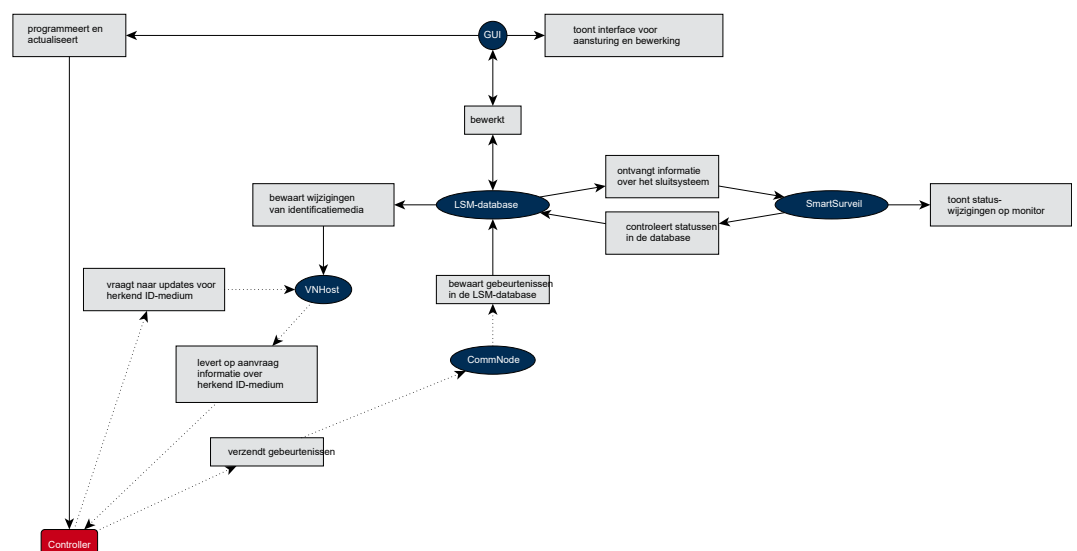 programmeert en
actualiseert
GUI
toont interface voor
aansturing en bewerking
bewerkt
ontvangt informatie
over het sluitsysteem
bewaart wijzigingen
van identificatiemedia
LSM-database
SmartSurveil
toont status-
wijzigingen op monitor
controleert statussen
in de database
vraagt naar updates voor
herkend ID-medium
VNHost
bewaart gebeurtenissen
in de LSM-database
levert op aanvraag
informatie over
herkend ID-medium
CommNode
verzendt gebeurtenissen
Controller